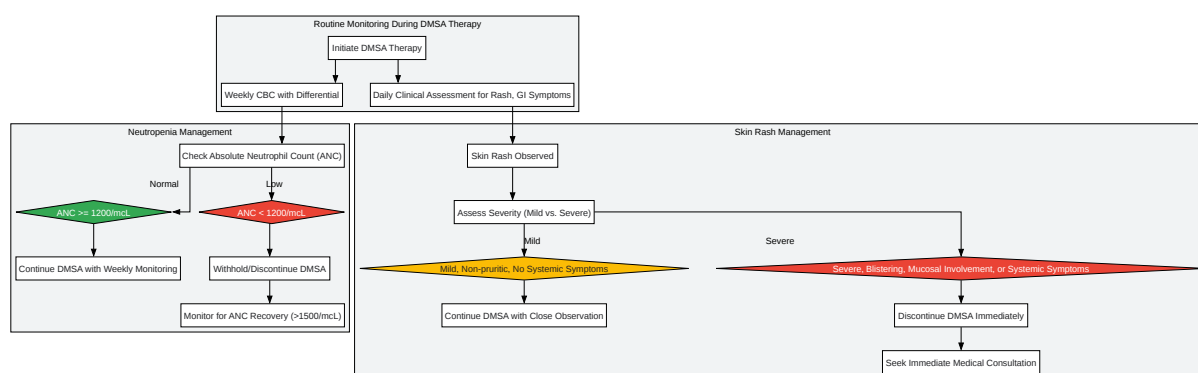 Routine Monitoring During DMSA Therapy
Initiate DMSA Therapy
Weekly CBC with Differential
Daily Clinical Assessment for Rash, GI Symptoms
Neutropenia Management
Check Absolute Neutrophil Count (ANC)
Normal
Low
ANC >= 1200/mcL
ANC < 1200/mcL
Continue DMSA with Weekly Monitoring
Withhold/Discontinue DMSA
Monitor for ANC Recovery (>1500/mcL)
Skin Rash Management
Skin Rash Observed
Assess Severity (Mild vs. Severe)
Mild
Severe
Mild, Non-pruritic, No Systemic Symptoms
Severe, Blistering, Mucosal Involvement, or Systemic Symptoms
Continue DMSA with Close Observation
Discontinue DMSA Immediately
Seek Immediate Medical Consultation